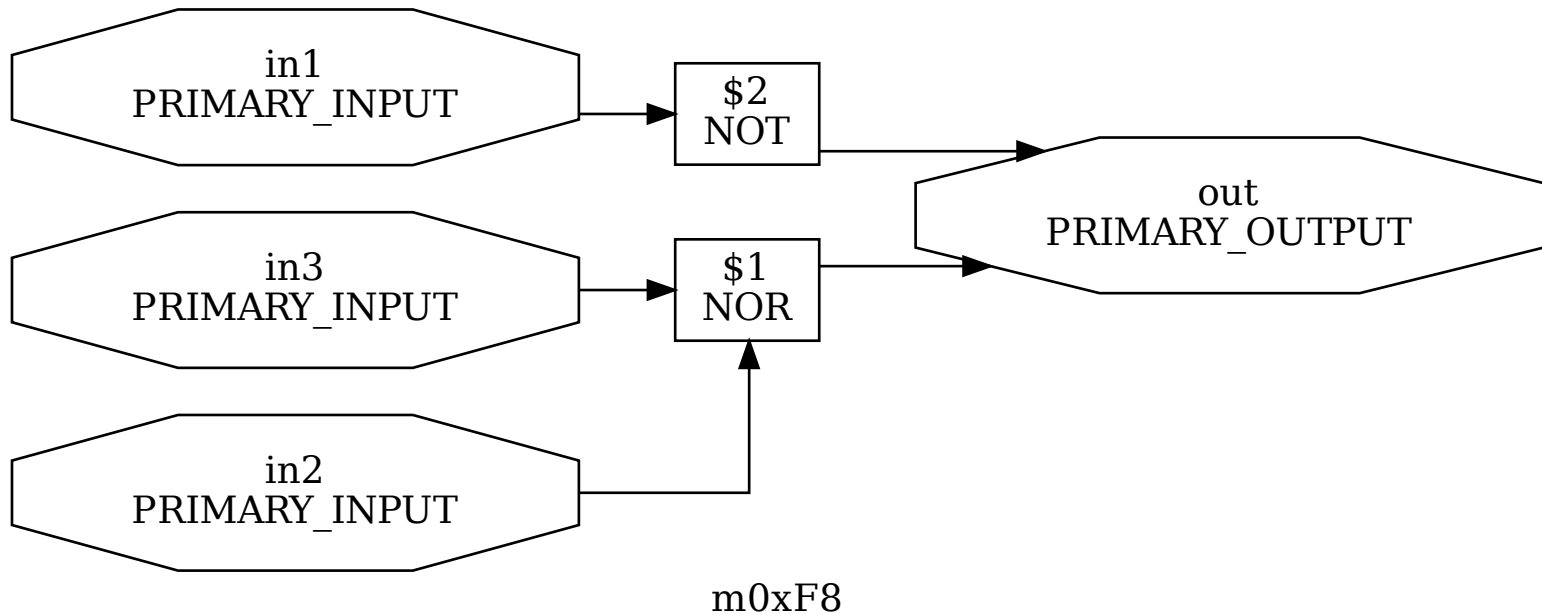 in1
PRIMARY_INPUT
$2
NOT
out
PRIMARY_OUTPUT
in3
PRIMARY_INPUT
$1
NOR
in2
PRIMARY_INPUT
m0xF8